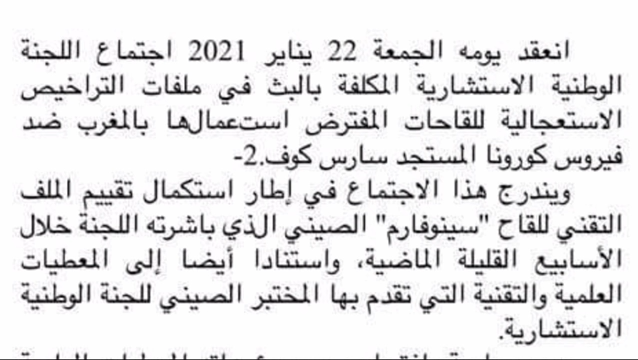 انعقد يومه الجمعة 22 يناير 2021 اجتماع اللجنة
الوطنية الاستشارية المكلفة بالبث في ملفات التراخيص
الاستعجالية للقاحات المفترض استعمالها بالمغرب ضد
فيروس كورونا المستجد سارس كوف.2-
ويندرج هذا الاجتماع في إطار استكمال تقييم الملف
التقني للقاح "سينوفارم" الصيني الذي باشرته اللجنة خلال
الأسابيع القليلة الماضية، واستنادا أيضا إلى المعطيات
العلمية والتقنية التي تقدم بها المختبر الصيني للجنة الوطنية
الاستشارية.